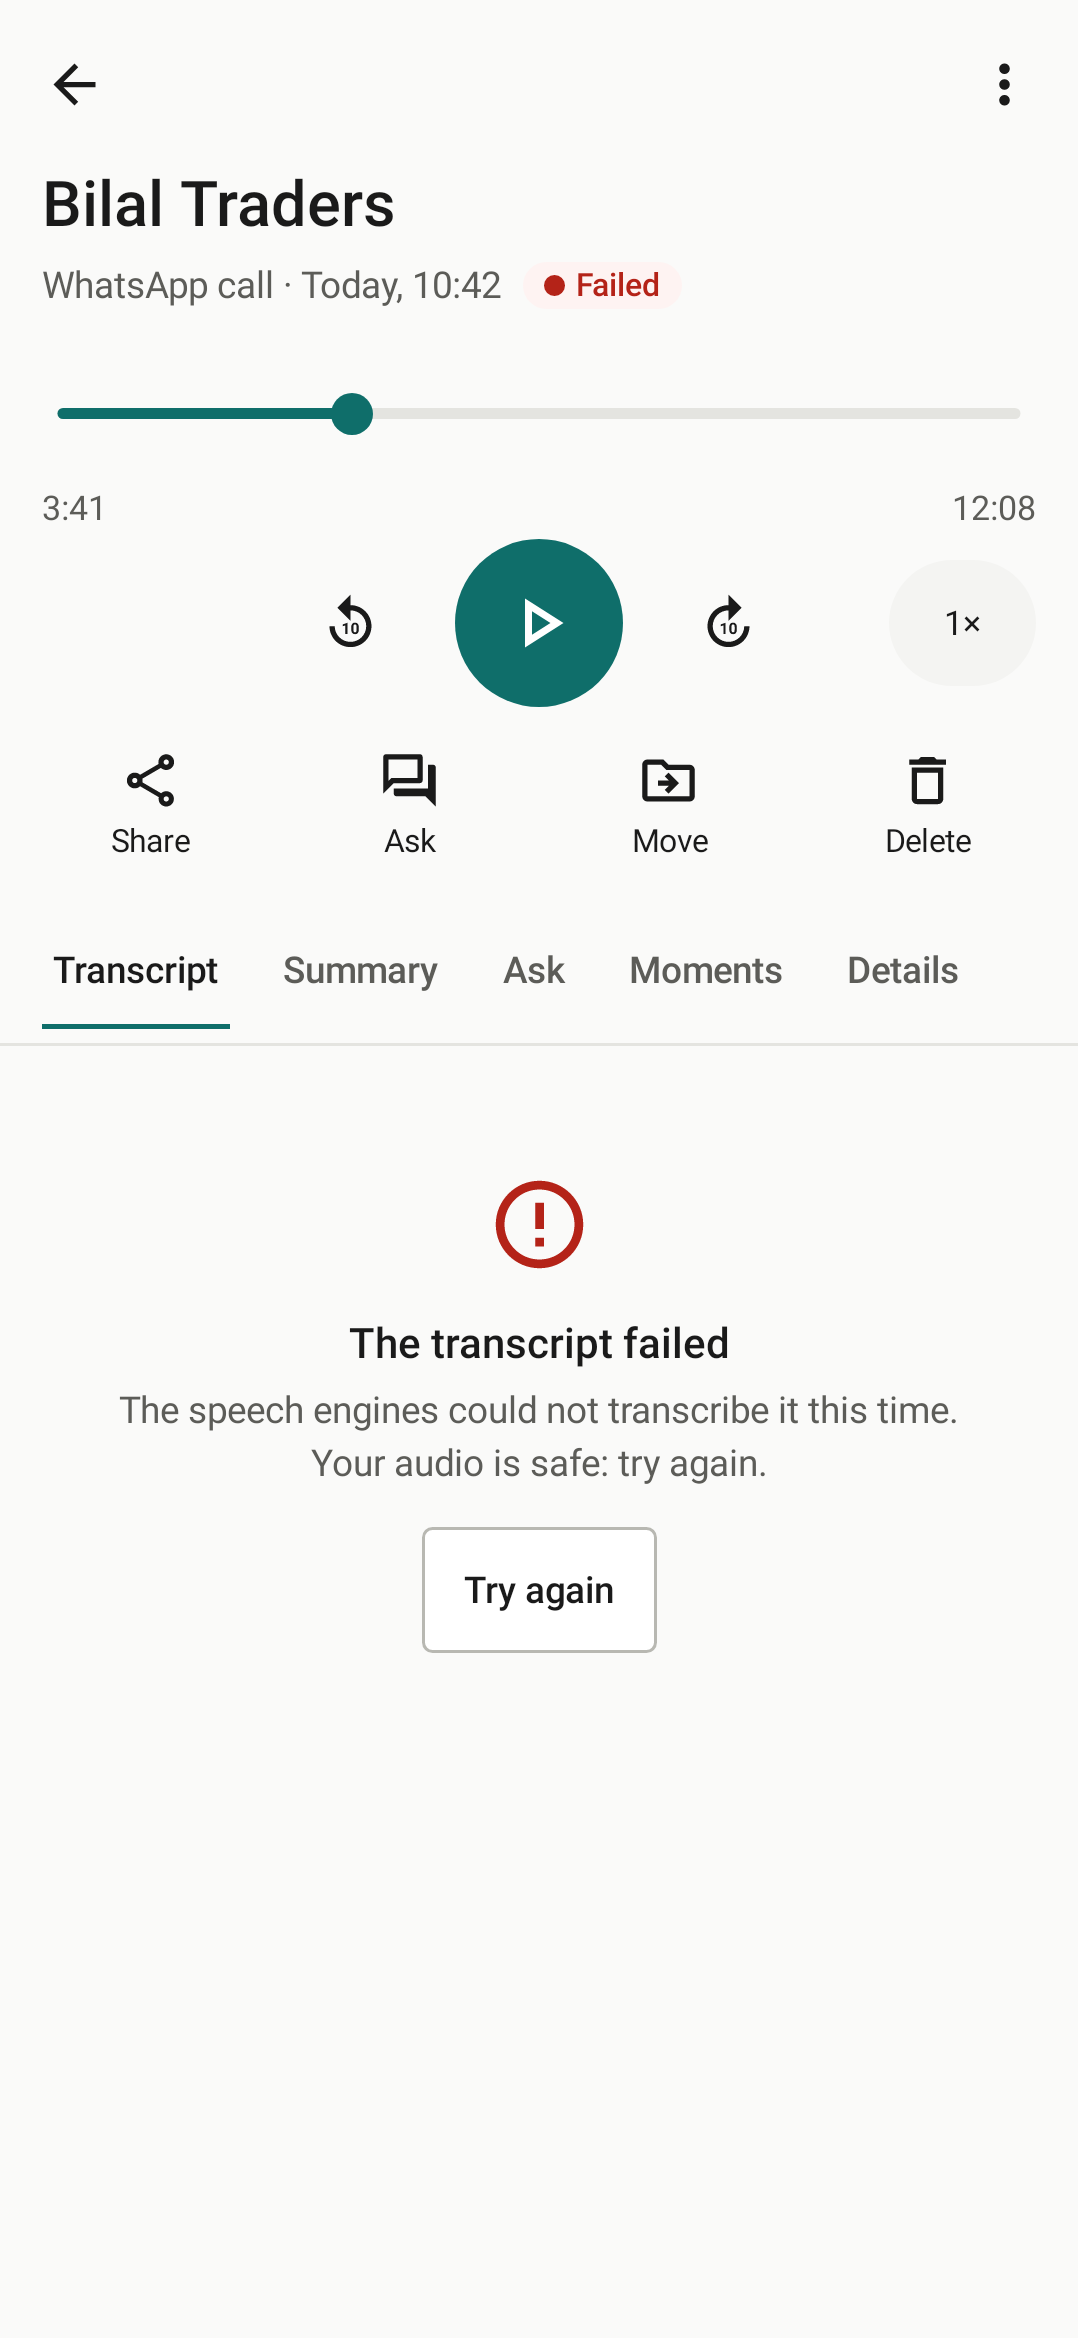 Bilal Traders
WhatsApp call · Today, 10:42 Failed
3:41 12:08
10 10 1×
Share Ask Move Delete
Transcript Summary Ask Moments Details
The transcript failed
The speech engines could not transcribe it this time.
Your audio is safe: try again.
Try again